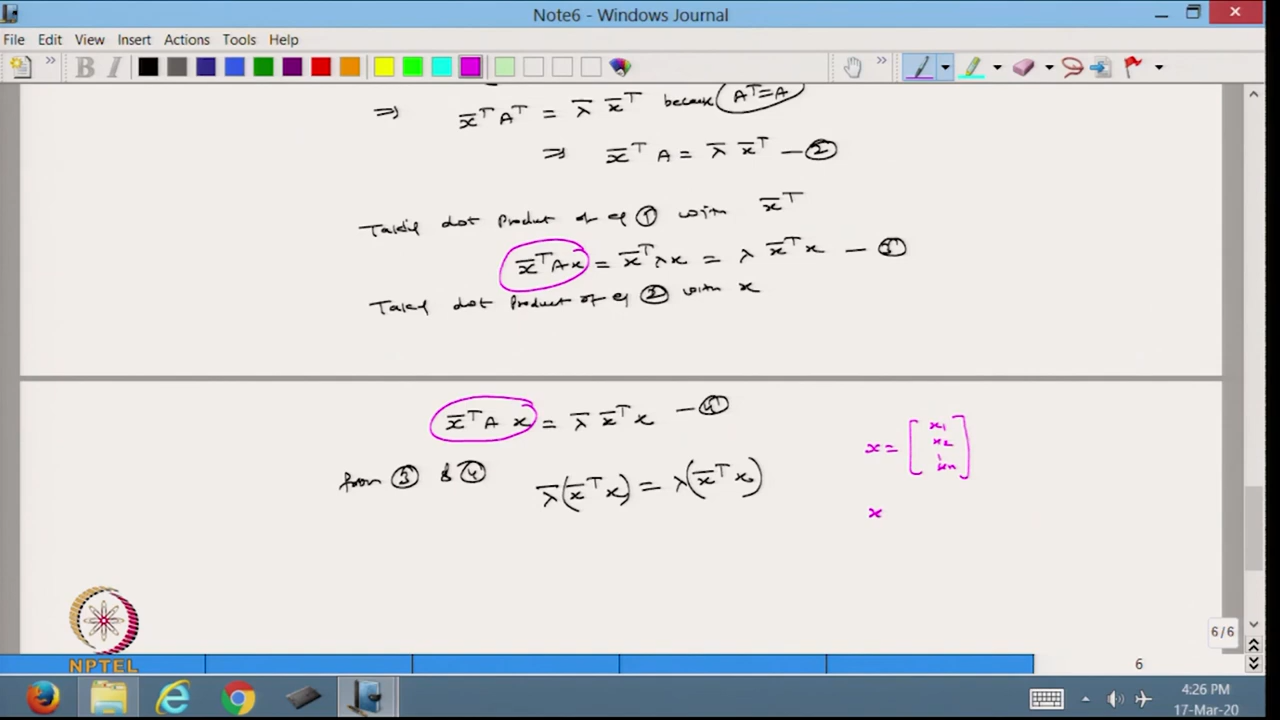 Note6 - Windows Journal
File Edit View Insert Actions Tools Help
B I
⇒ x̄ᵀ Aᵀ = λ̄ x̄ᵀ because Aᵀ=A
⇒ x̄ᵀ A = λ̄ x̄ᵀ — ②
Taking dot Product of eq ① with x̄ᵀ
x̄ᵀAx = x̄ᵀλx = λ x̄ᵀx — ③
Taking dot Product of eq ② with x
x̄ᵀA x = λ̄ x̄ᵀx — ④
from ③ & ④ λ̄(x̄ᵀx) = λ(x̄ᵀx)
x = [x₁
x₂
⋮
xn]
x
NPTEL
6/6
6
4:26 PM
17-Mar-20